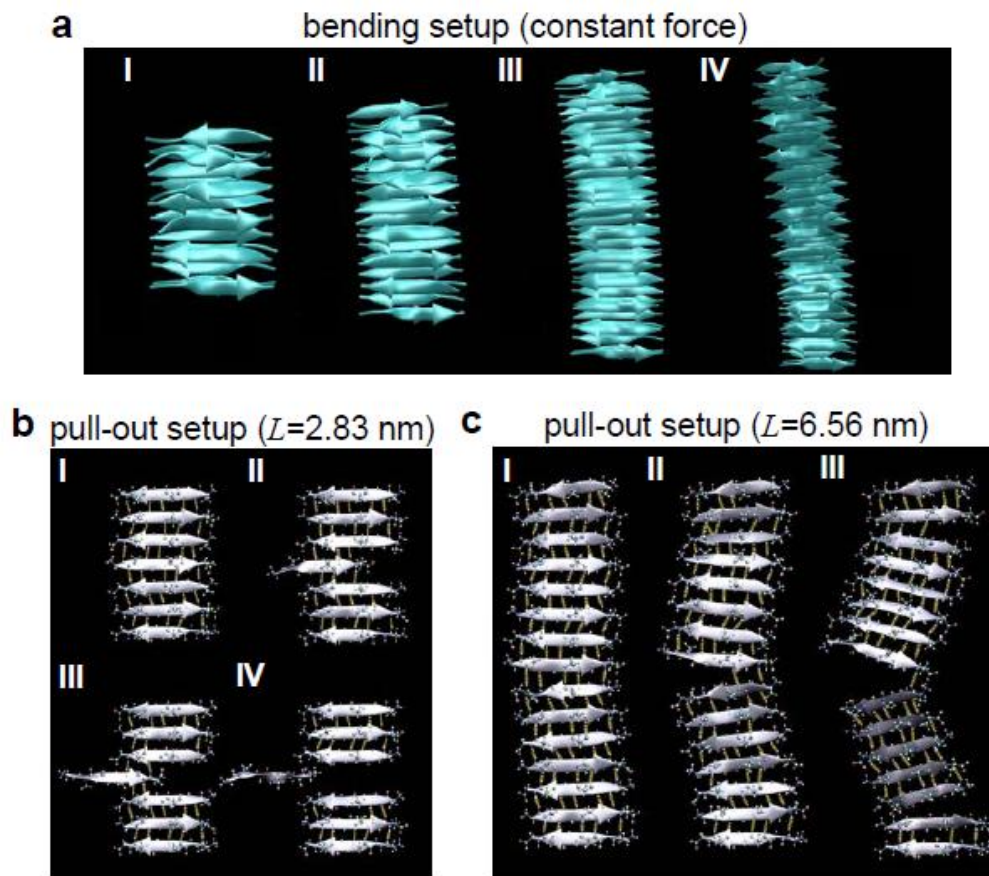 a bending setup (constant force)
I II III IV
b pull-out setup (L=2.83 nm)
I II
III IV
c pull-out setup (L=6.56 nm)
I II III